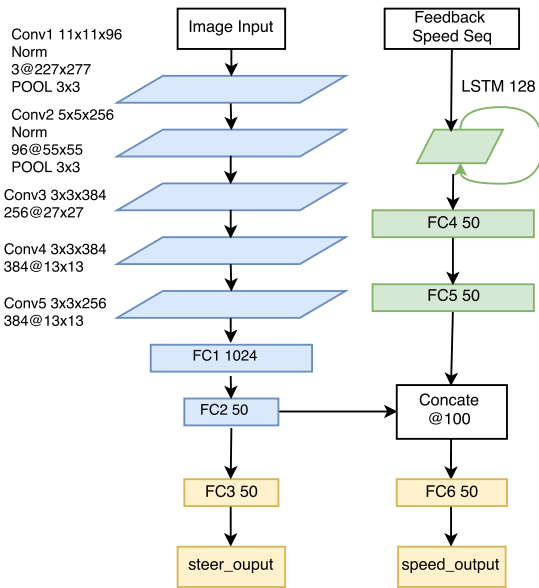 Image Input
Feedback
Speed Seq
Conv1 11x11x96
Norm
3@227x277
POOL 3x3
LSTM 128
Conv2 5x5x256
Norm
96@55x55
POOL 3x3
Conv3 3x3x384
256@27x27
FC4 50
Conv4 3x3x384
384@13x13
Conv5 3x3x256
384@13x13
FC5 50
FC1 1024
FC2 50
Concate
@100
FC3 50
FC6 50
steer_ouput
speed_output